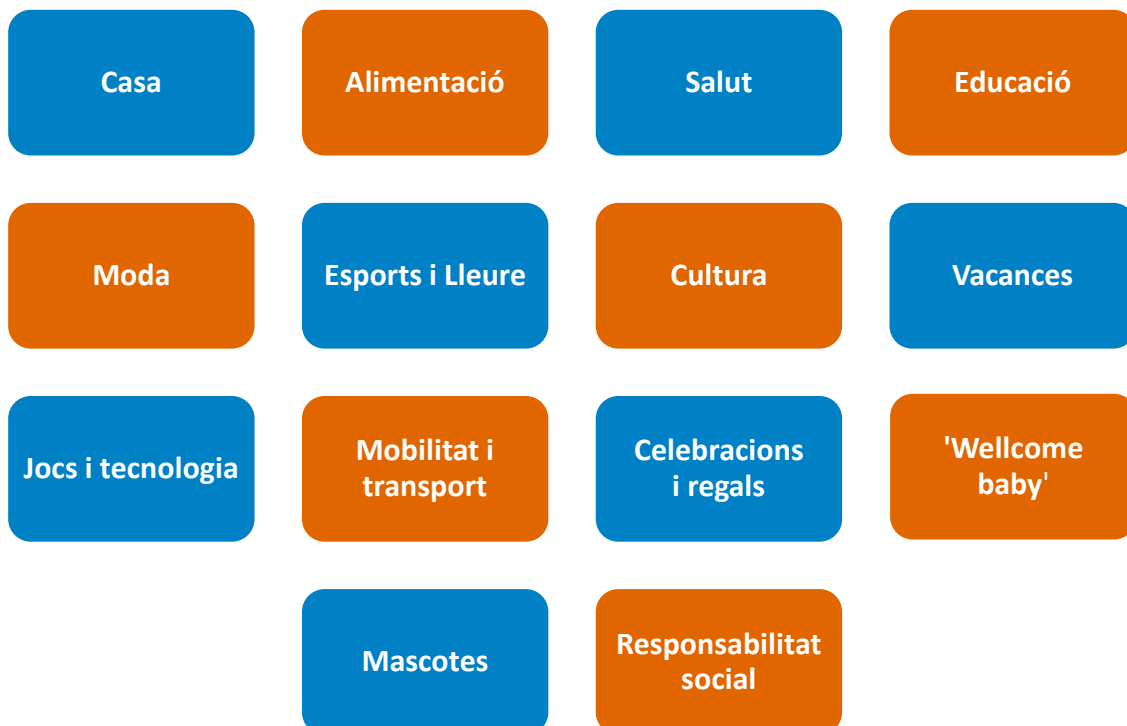 Casa
Alimentació
Salut
Educació
Moda
Esports i Lleure
Cultura
Vacances
Jocs i tecnologia
Mobilitat i
transport
Celebracions
i regals
'Wellcome
baby'
Mascotes
Responsabilitat
social